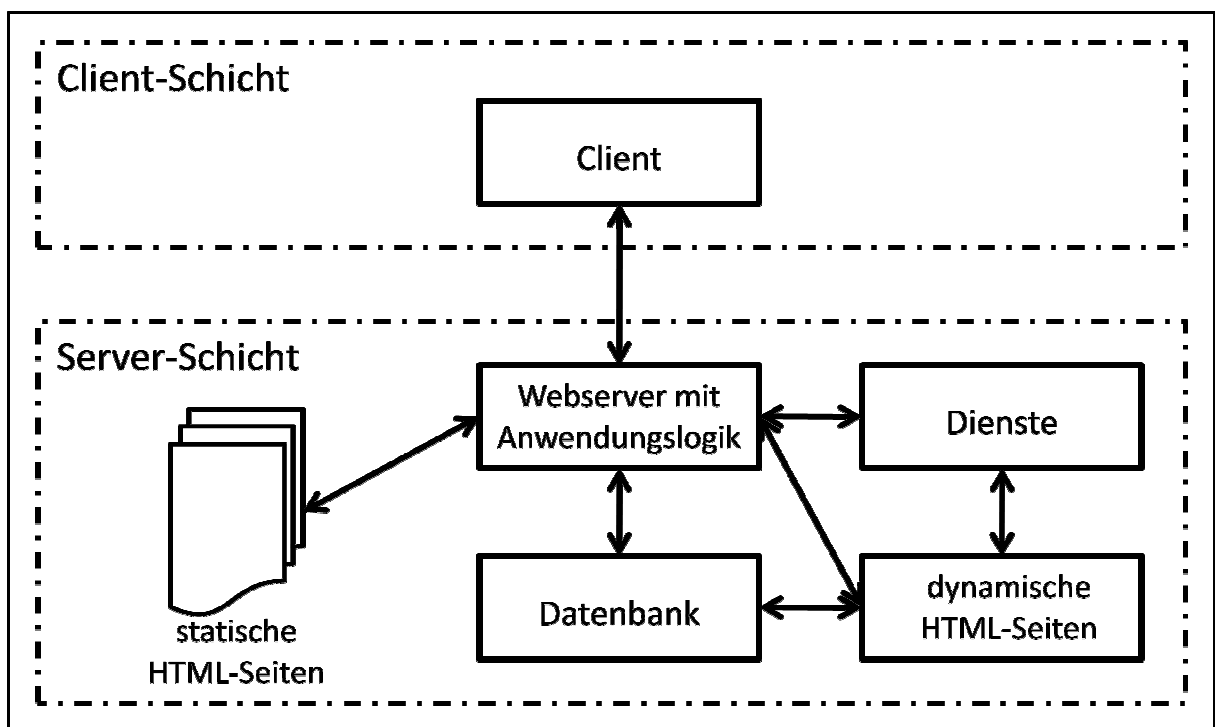 Client-Schicht
Client
Server-Schicht
Webserver mit
Anwendungslogik
Dienste
statische
HTML-Seiten
Datenbank
dynamische
HTML-Seiten